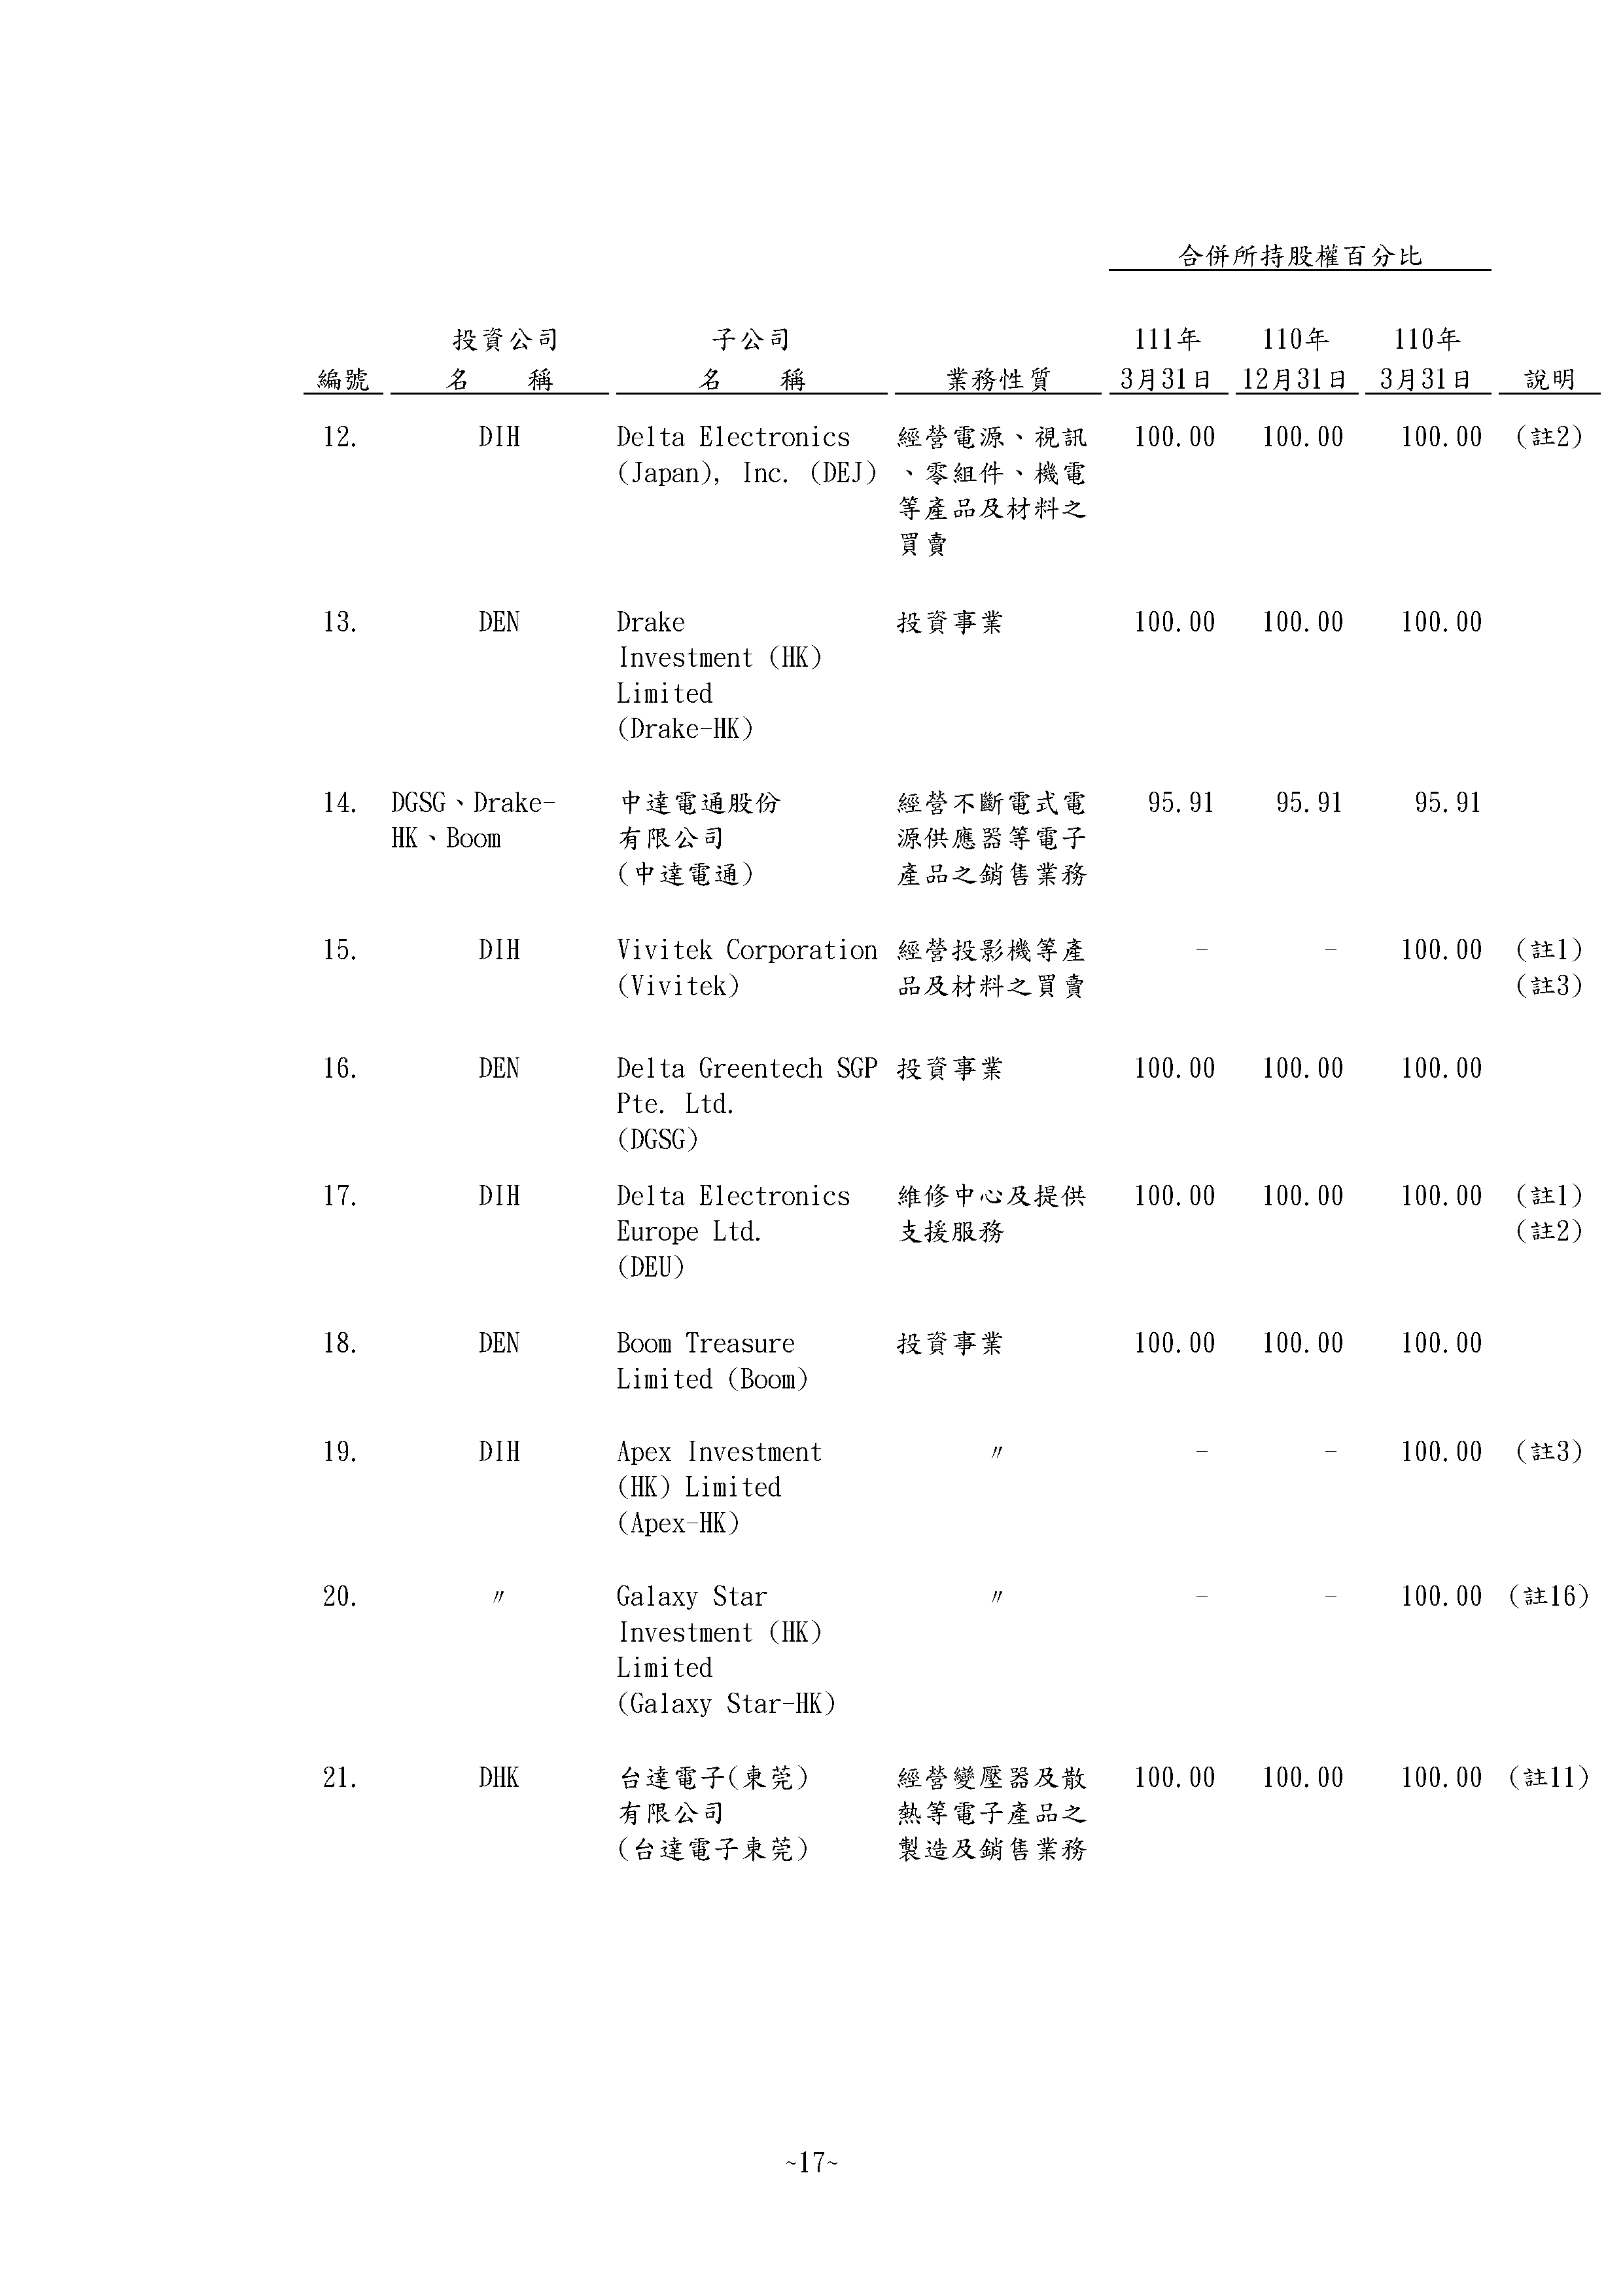 合併所持股權百分比
投資公司 子公司 111年 110年 110年
編號 名 稱 名 稱 業務性質 3月31日 12月31日 3月31日 說明
12. DIH Delta Electronics 經營電源、視訊 100.00 100.00 100.00 (註2)
(Japan), Inc. (DEJ) 、零組件、機電
等產品及材料之
買賣
13. DEN Drake 投資事業 100.00 100.00 100.00
Investment (HK)
Limited
(Drake-HK)
14. DGSG、Drake- 中達電通股份 經營不斷電式電 95.91 95.91 95.91
HK、Boom 有限公司 源供應器等電子
(中達電通) 產品之銷售業務
15. DIH Vivitek Corporation 經營投影機等產 - - 100.00 (註1)
(Vivitek) 品及材料之買賣 (註3)
16. DEN Delta Greentech SGP 投資事業 100.00 100.00 100.00
Pte. Ltd.
(DGSG)
17. DIH Delta Electronics 維修中心及提供 100.00 100.00 100.00 (註1)
Europe Ltd. 支援服務 (註2)
(DEU)
18. DEN Boom Treasure 投資事業 100.00 100.00 100.00
Limited (Boom)
19. DIH Apex Investment 〃 - - 100.00 (註3)
(HK) Limited
(Apex-HK)
20. 〃 Galaxy Star 〃 - - 100.00 (註16)
Investment (HK)
Limited
(Galaxy Star-HK)
21. DHK 台達電子(東莞) 經營變壓器及散 100.00 100.00 100.00 (註11)
有限公司 熱等電子產品之
(台達電子東莞) 製造及銷售業務
~17~